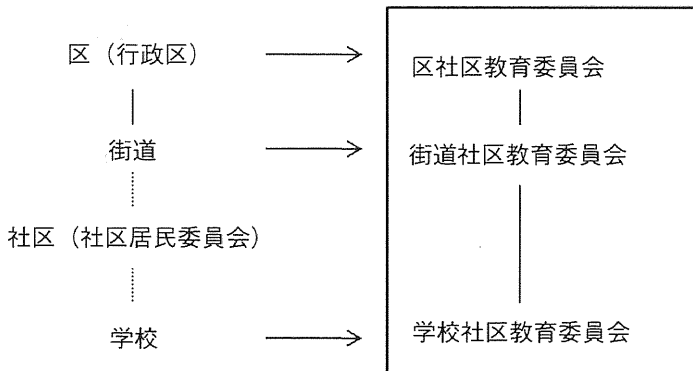 区（行政区）
区社区教育委員会
街道
街道社区教育委員会
社区（社区居民委員会）
学校
学校社区教育委員会